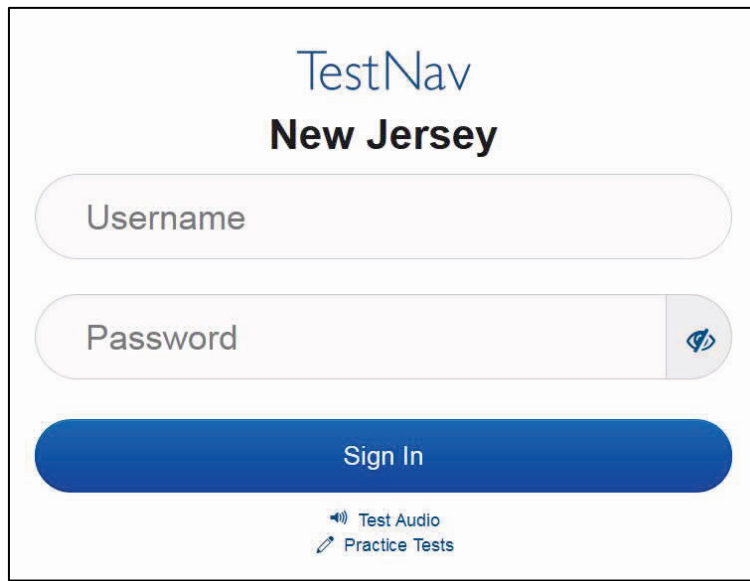 TestNav
New Jersey
Username
Password
Sign In
Test Audio
Practice Tests